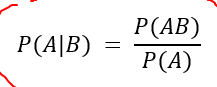 P(A|B) = P(AB) / P(A)